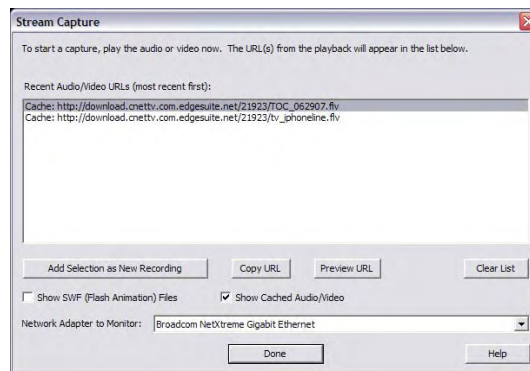 Stream Capture
To start a capture, play the audio or video now. The URL(s) from the playback will appear in the list below.
Recent Audio/Video URLs (most recent first):
Cache: http://download.cnettv.com.edgesuite.net/21923/TOC_062907.flv
Cache: http://download.cnettv.com.edgesuite.net/21923/tv_iphoneline.flv
Add Selection as New Recording Copy URL Preview URL Clear List
Show SWF (Flash Animation) Files Show Cached Audio/Video
Network Adapter to Monitor: Broadcom NetXtreme Gigabit Ethernet
Done Help